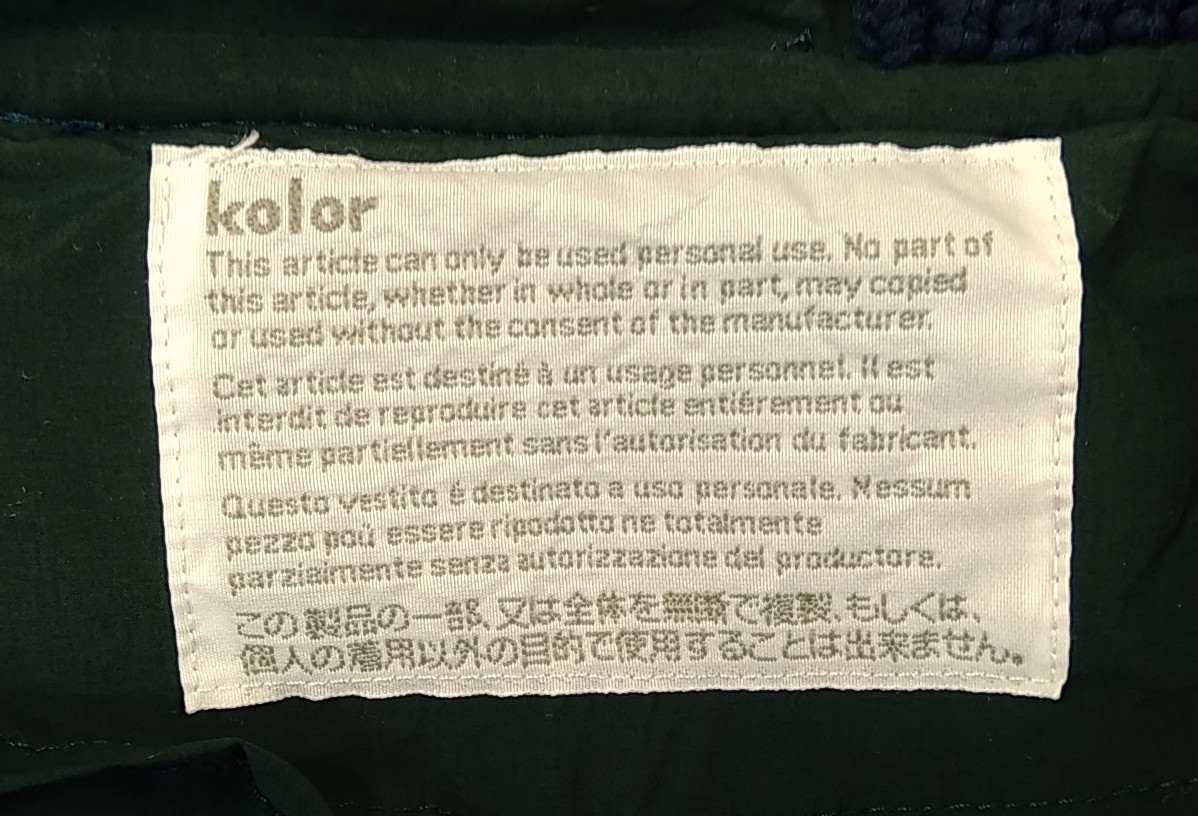 kolor
This article can only be used personal use. No part of
this article, whether in whole or in part, may copied
or used without the consent of the manufacturer.
Cet article est destiné à un usage personnel. Il est
interdit de reproduire cet article entiérement ou
même partiellement sans l'autorisation du fabricant.
Questo vestito é destinato a uso personale. Nessum
pezzo poú essere ripodotto ne totalmente
parzialmente senza autorizzazione del productore.
この製品の一部、又は全体を無断で複製、もしくは、
個人の着用以外の目的で使用することは出来ません。